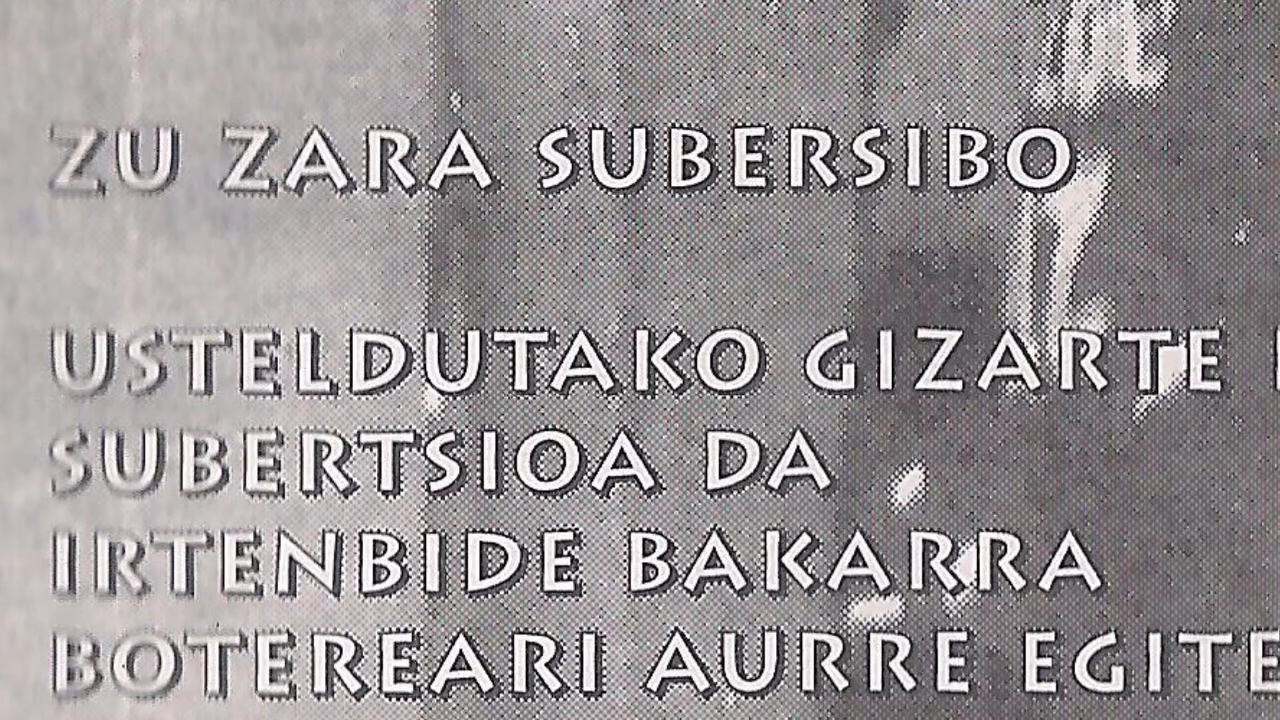 ZU ZARA SUBERSIBO
USTELDUTAKO GIZARTE
SUBERTSIOA DA
IRTENBIDE BAKARRA
BOTEREARI AURRE EGITE